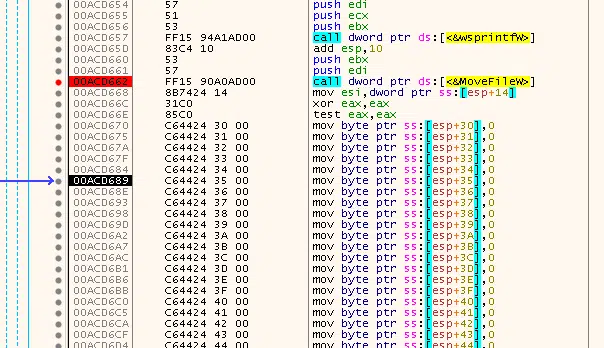 00ACD654 57 push edi
00ACD655 51 push ecx
00ACD656 53 push ebx
00ACD657 FF15 94A1AD00 call dword ptr ds:[<&wsprintfW>]
00ACD65D 83C4 10 add esp,10
00ACD660 53 push ebx
00ACD661 57 push edi
00ACD662 FF15 90A0AD00 call dword ptr ds:[<&MoveFileW>]
00ACD668 8B7424 14 mov esi,dword ptr ss:[esp+14]
00ACD66C 31C0 xor eax,eax
00ACD66E 85C0 test eax,eax
00ACD670 C64424 30 00 mov byte ptr ss:[esp+30],0
00ACD675 C64424 31 00 mov byte ptr ss:[esp+31],0
00ACD67A C64424 32 00 mov byte ptr ss:[esp+32],0
00ACD67F C64424 33 00 mov byte ptr ss:[esp+33],0
00ACD684 C64424 34 00 mov byte ptr ss:[esp+34],0
00ACD689 C64424 35 00 mov byte ptr ss:[esp+35],0
00ACD68E C64424 36 00 mov byte ptr ss:[esp+36],0
00ACD693 C64424 37 00 mov byte ptr ss:[esp+37],0
00ACD698 C64424 38 00 mov byte ptr ss:[esp+38],0
00ACD69D C64424 39 00 mov byte ptr ss:[esp+39],0
00ACD6A2 C64424 3A 00 mov byte ptr ss:[esp+3A],0
00ACD6A7 C64424 3B 00 mov byte ptr ss:[esp+3B],0
00ACD6AC C64424 3C 00 mov byte ptr ss:[esp+3C],0
00ACD6B1 C64424 3D 00 mov byte ptr ss:[esp+3D],0
00ACD6B6 C64424 3E 00 mov byte ptr ss:[esp+3E],0
00ACD6BB C64424 3F 00 mov byte ptr ss:[esp+3F],0
00ACD6C0 C64424 40 00 mov byte ptr ss:[esp+40],0
00ACD6C5 C64424 41 00 mov byte ptr ss:[esp+41],0
00ACD6CA C64424 42 00 mov byte ptr ss:[esp+42],0
00ACD6CF C64424 43 00 mov byte ptr ss:[esp+43],0
00ACD6D4 C64424 44 00 mov byte ptr ss:[esp+44],0